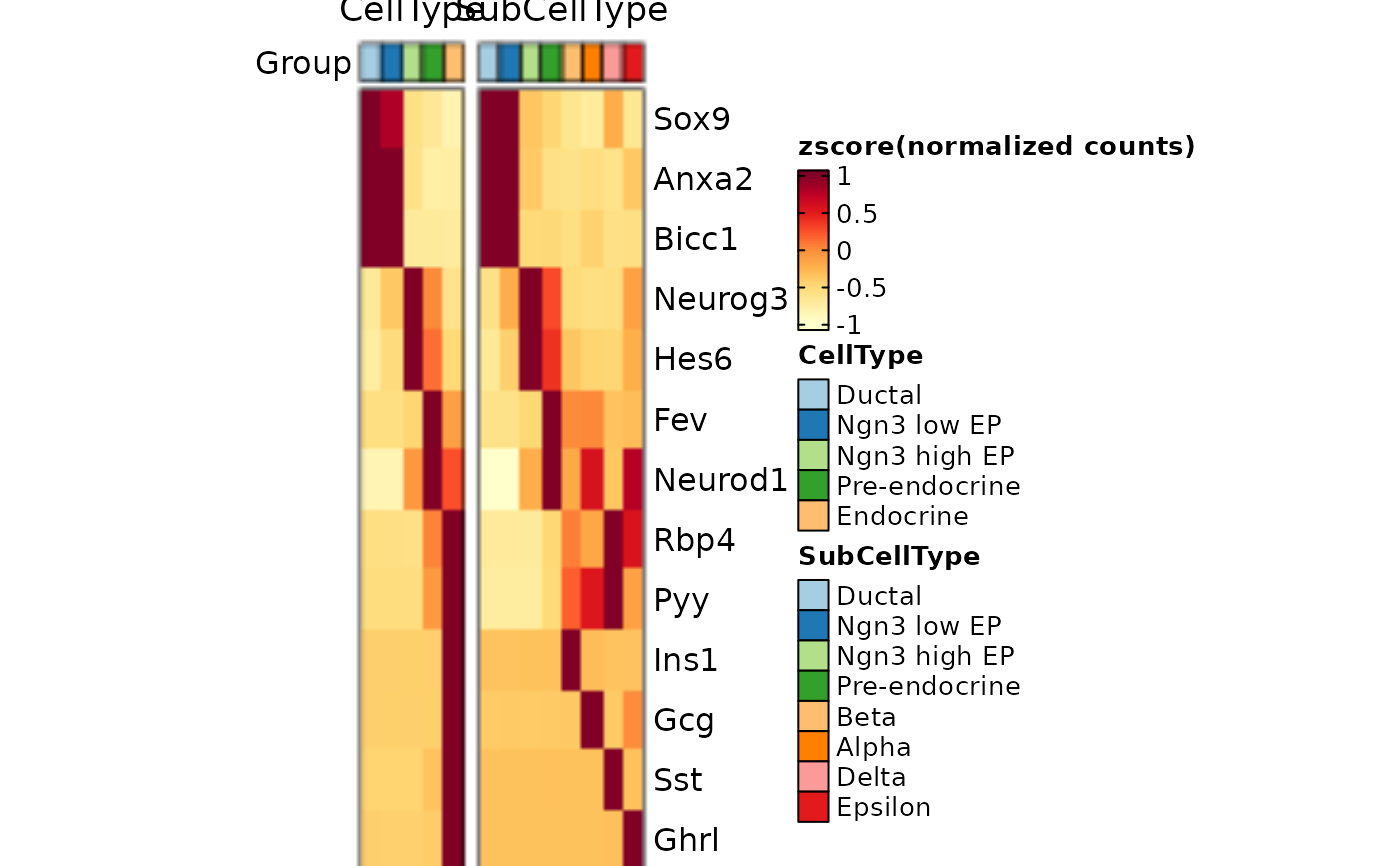 CellType
SubCellType
Group
Sox9
Anxa2
Bicc1
Neurog3
Hes6
Fev
Neurod1
Rbp4
Pyy
Ins1
Gcg
Sst
Ghrl
zscore(normalized counts)
1
0.5
0
-0.5
-1
CellType
Ductal
Ngn3 low EP
Ngn3 high EP
Pre-endocrine
Endocrine
SubCellType
Ductal
Ngn3 low EP
Ngn3 high EP
Pre-endocrine
Beta
Alpha
Delta
Epsilon